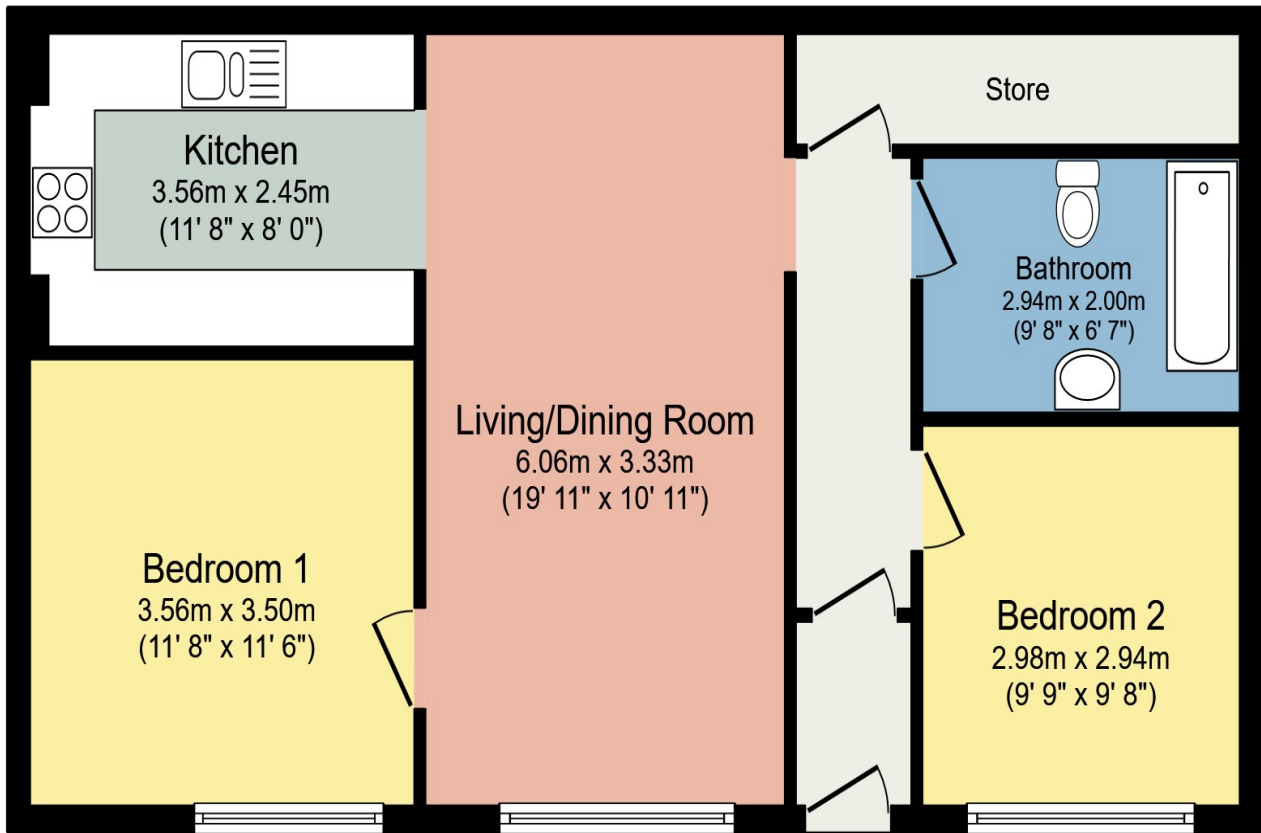 Kitchen
3.56m x 2.45m
(11' 8" x 8' 0")
Store
Bathroom
2.94m x 2.00m
(9' 8" x 6' 7")
Living/Dining Room
6.06m x 3.33m
(19' 11" x 10' 11")
Bedroom 1
3.56m x 3.50m
(11' 8" x 11' 6")
Bedroom 2
2.98m x 2.94m
(9' 9" x 9' 8")